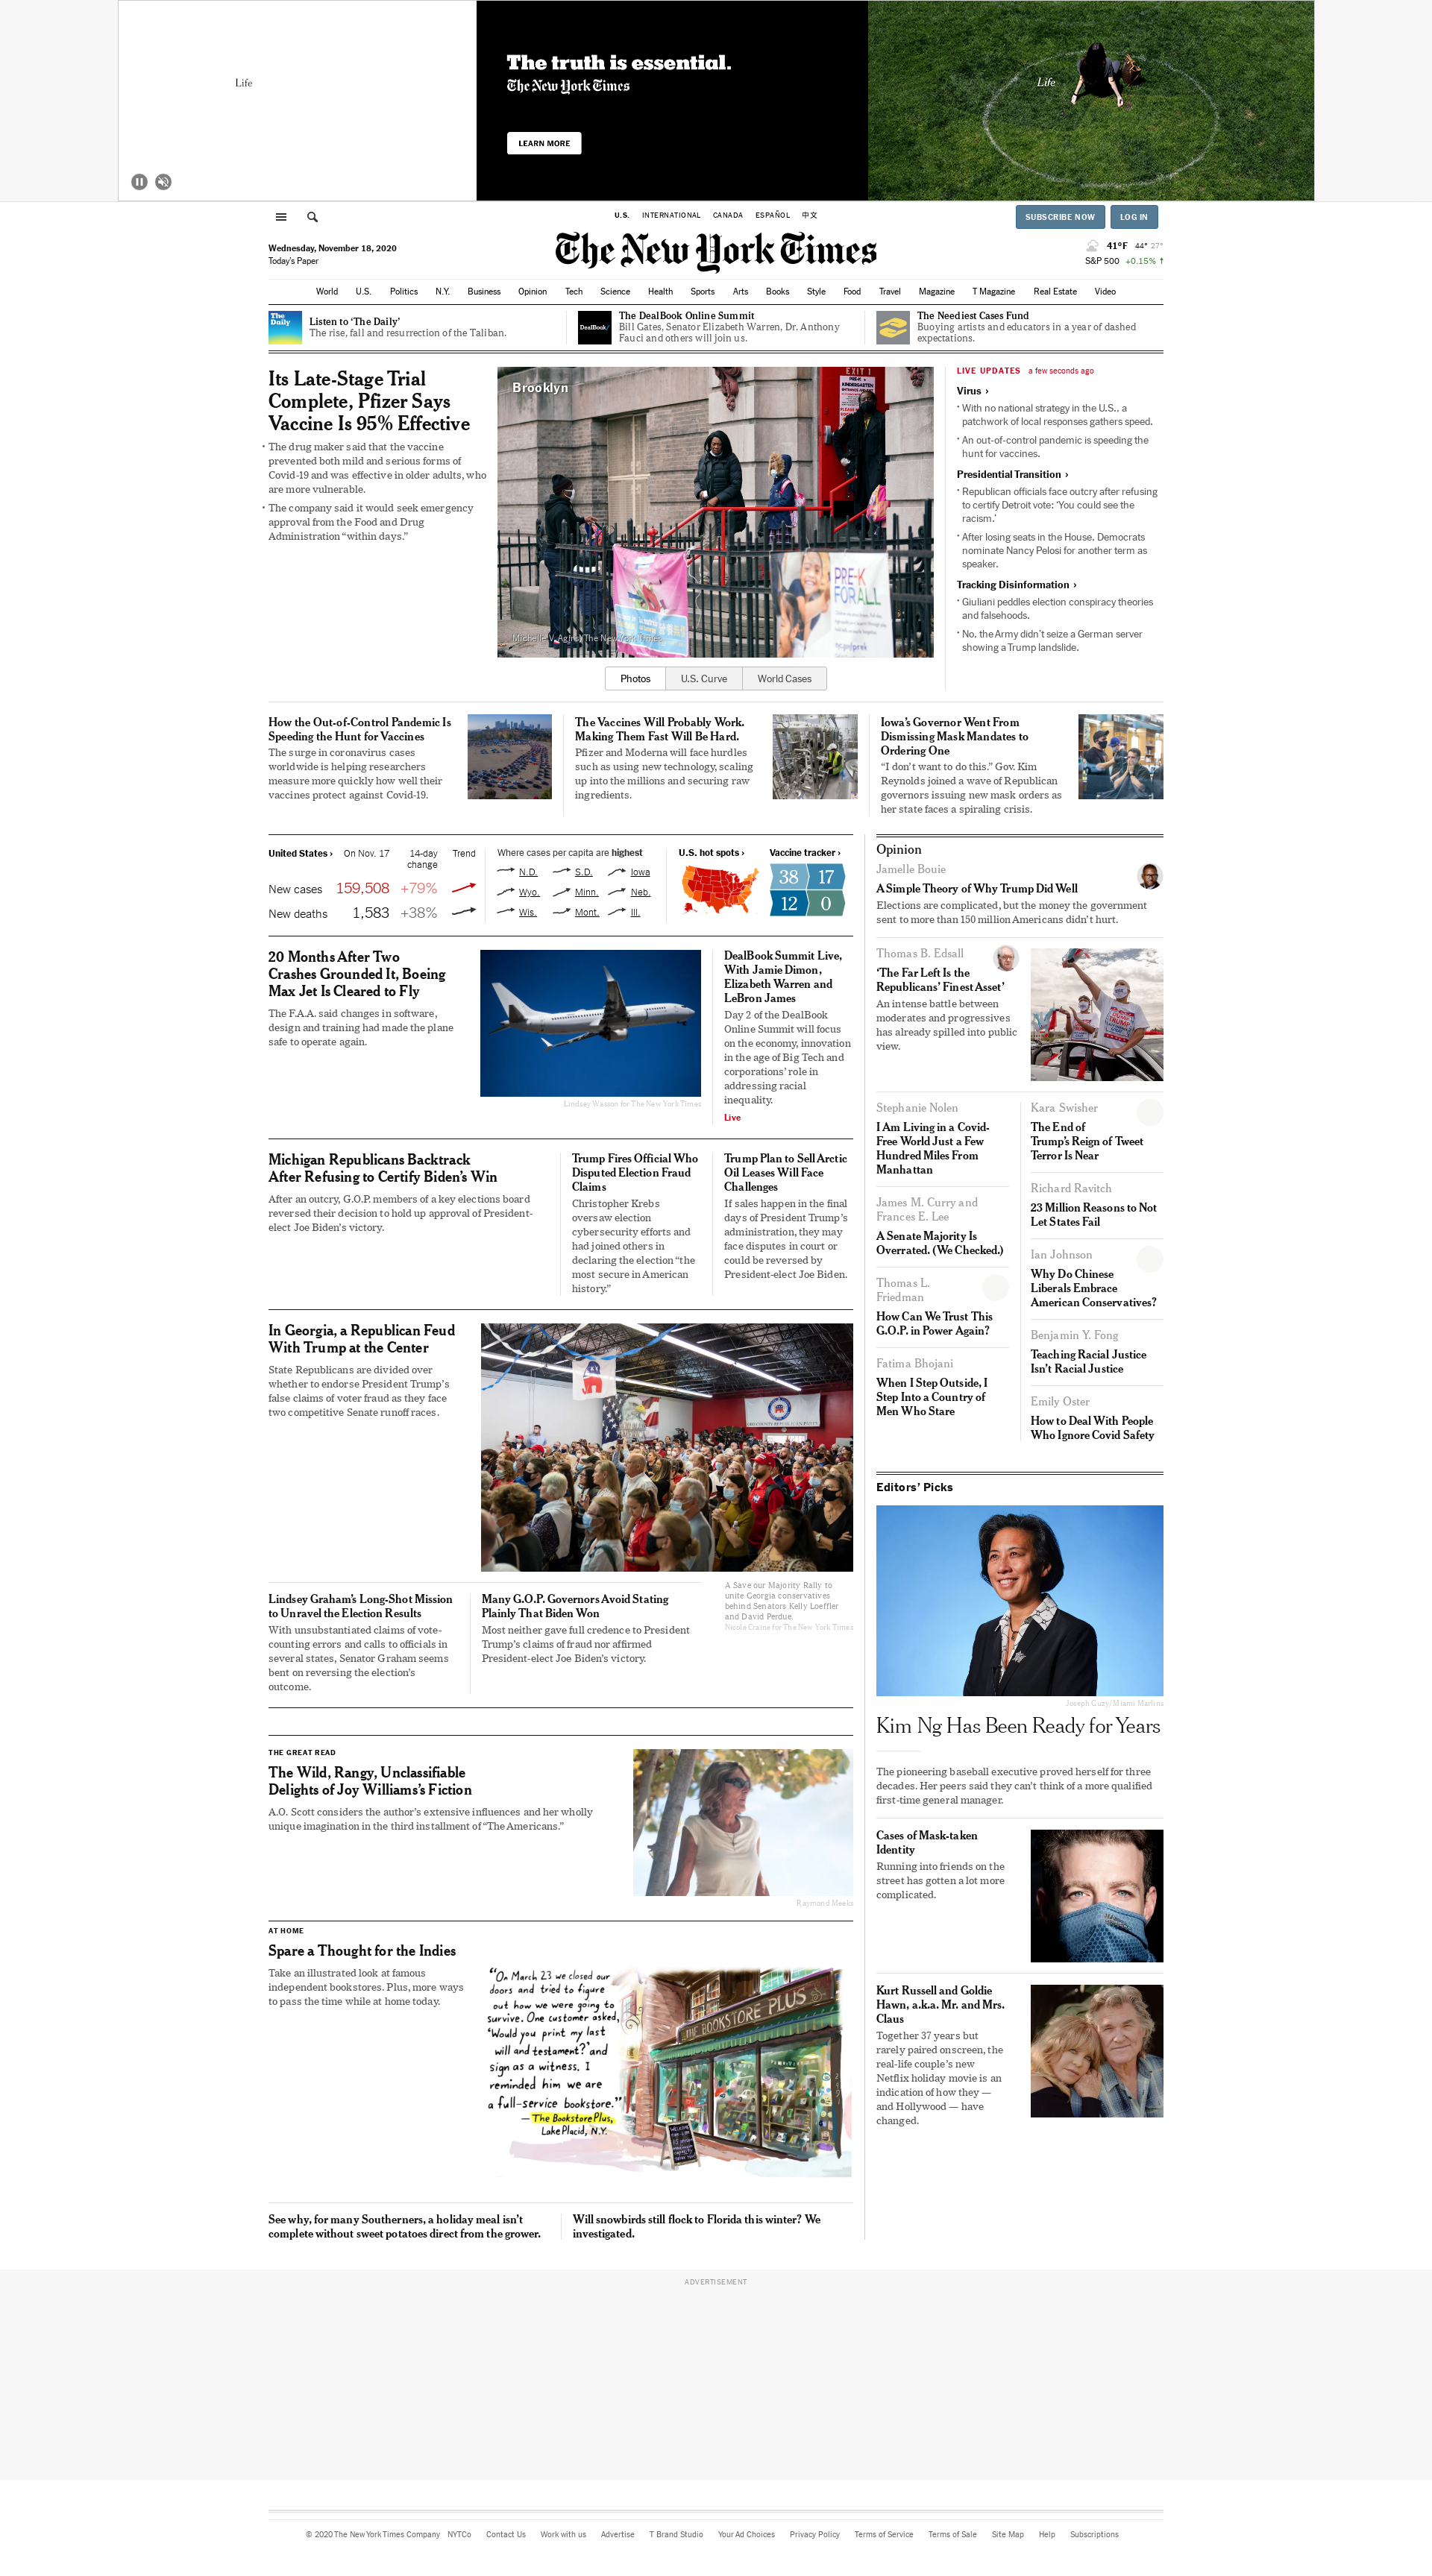 Life
The truth is essential.
The New York Times
LEARN MORE
Life
U.S. INTERNATIONAL CANADA ESPAÑOL 中文
SUBSCRIBE NOW LOG IN
Wednesday, November 18, 2020
Today's Paper
The New York Times
41°F 44° 27°
S&P 500 +0.15% ↑
World U.S. Politics N.Y. Business Opinion Tech Science Health Sports Arts Books Style Food Travel Magazine T Magazine Real Estate Video
The Daily
Listen to ‘The Daily’
The rise, fall and resurrection of the Taliban.
DealBook/
The DealBook Online Summit
Bill Gates, Senator Elizabeth Warren, Dr. Anthony
Fauci and others will join us.
The Neediest Cases Fund
Buoying artists and educators in a year of dashed
expectations.
Its Late-Stage Trial
Complete, Pfizer Says
Vaccine Is 95% Effective
• The drug maker said that the vaccine
prevented both mild and serious forms of
Covid-19 and was effective in older adults, who
are more vulnerable.
• The company said it would seek emergency
approval from the Food and Drug
Administration “within days.”
Brooklyn
EXIT 1
PRE-K
KINDERGARTEN
PRE-K
FOR ALL
Michelle V. Agins/The New York Times
Photos U.S. Curve World Cases
LIVE UPDATES a few seconds ago
Virus ›
• With no national strategy in the U.S., a
patchwork of local responses gathers speed.
• An out-of-control pandemic is speeding the
hunt for vaccines.
Presidential Transition ›
• Republican officials face outcry after refusing
to certify Detroit vote: ‘You could see the
racism.’
• After losing seats in the House, Democrats
nominate Nancy Pelosi for another term as
speaker.
Tracking Disinformation ›
• Giuliani peddles election conspiracy theories
and falsehoods.
• No, the Army didn’t seize a German server
showing a Trump landslide.
How the Out-of-Control Pandemic Is
Speeding the Hunt for Vaccines
The surge in coronavirus cases
worldwide is helping researchers
measure more quickly how well their
vaccines protect against Covid-19.
The Vaccines Will Probably Work.
Making Them Fast Will Be Hard.
Pfizer and Moderna will face hurdles
such as using new technology, scaling
up into the millions and securing raw
ingredients.
Iowa’s Governor Went From
Dismissing Mask Mandates to
Ordering One
“I don’t want to do this.” Gov. Kim
Reynolds joined a wave of Republican
governors issuing new mask orders as
her state faces a spiraling crisis.
United States › On Nov. 17 14-day change Trend
New cases 159,508 +79%
New deaths 1,583 +38%
Where cases per capita are highest
N.D. S.D. Iowa
Wyo. Minn. Neb.
Wis. Mont. Ill.
U.S. hot spots ›
Vaccine tracker ›
38 17
12 0
20 Months After Two
Crashes Grounded It, Boeing
Max Jet Is Cleared to Fly
The F.A.A. said changes in software,
design and training had made the plane
safe to operate again.
Lindsey Wasson for The New York Times
DealBook Summit Live,
With Jamie Dimon,
Elizabeth Warren and
LeBron James
Day 2 of the DealBook
Online Summit will focus
on the economy, innovation
in the age of Big Tech and
corporations’ role in
addressing racial
inequality.
Live
Michigan Republicans Backtrack
After Refusing to Certify Biden’s Win
After an outcry, G.O.P. members of a key elections board
reversed their decision to hold up approval of President-
elect Joe Biden’s victory.
Trump Fires Official Who
Disputed Election Fraud
Claims
Christopher Krebs
oversaw election
cybersecurity efforts and
had joined others in
declaring the election “the
most secure in American
history.”
Trump Plan to Sell Arctic
Oil Leases Will Face
Challenges
If sales happen in the final
days of President Trump’s
administration, they may
face disputes in court or
could be reversed by
President-elect Joe Biden.
In Georgia, a Republican Feud
With Trump at the Center
State Republicans are divided over
whether to endorse President Trump’s
false claims of voter fraud as they face
two competitive Senate runoff races.
A Save our Majority Rally to
unite Georgia conservatives
behind Senators Kelly Loeffler
and David Perdue.
Nicole Craine for The New York Times
Lindsey Graham’s Long-Shot Mission
to Unravel the Election Results
With unsubstantiated claims of vote-
counting errors and calls to officials in
several states, Senator Graham seems
bent on reversing the election’s
outcome.
Many G.O.P. Governors Avoid Stating
Plainly That Biden Won
Most neither gave full credence to President
Trump’s claims of fraud nor affirmed
President-elect Joe Biden’s victory.
THE GREAT READ
The Wild, Rangy, Unclassifiable
Delights of Joy Williams’s Fiction
A.O. Scott considers the author’s extensive influences and her wholly
unique imagination in the third installment of “The Americans.”
Raymond Meeks
AT HOME
Spare a Thought for the Indies
Take an illustrated look at famous
independent bookstores. Plus, more ways
to pass the time while at home today.
“On March 23 we closed our
doors and tried to figure
out how we were going to
survive. One customer asked,
‘Would you print my last
will and testament?’ and
sign as a witness. I
reminded him we are
a full-service bookstore.”
— The Bookstore Plus,
Lake Placid, N.Y.
THE BOOKSTORE PLUS
See why, for many Southerners, a holiday meal isn’t
complete without sweet potatoes direct from the grower.
Will snowbirds still flock to Florida this winter? We
investigated.
Opinion
Jamelle Bouie
A Simple Theory of Why Trump Did Well
Elections are complicated, but the money the government
sent to more than 150 million Americans didn’t hurt.
Thomas B. Edsall
‘The Far Left Is the
Republicans’ Finest Asset’
An intense battle between
moderates and progressives
has already spilled into public
view.
Stephanie Nolen
I Am Living in a Covid-
Free World Just a Few
Hundred Miles From
Manhattan
James M. Curry and
Frances E. Lee
A Senate Majority Is
Overrated. (We Checked.)
Thomas L.
Friedman
How Can We Trust This
G.O.P. in Power Again?
Fatima Bhojani
When I Step Outside, I
Step Into a Country of
Men Who Stare
Kara Swisher
The End of
Trump’s Reign of Tweet
Terror Is Near
Richard Ravitch
23 Million Reasons to Not
Let States Fail
Ian Johnson
Why Do Chinese
Liberals Embrace
American Conservatives?
Benjamin Y. Fong
Teaching Racial Justice
Isn’t Racial Justice
Emily Oster
How to Deal With People
Who Ignore Covid Safety
Editors’ Picks
Joseph Guzy/Miami Marlins
Kim Ng Has Been Ready for Years
The pioneering baseball executive proved herself for three
decades. Her peers said they can’t think of a more qualified
first-time general manager.
Cases of Mask-taken
Identity
Running into friends on the
street has gotten a lot more
complicated.
Kurt Russell and Goldie
Hawn, a.k.a. Mr. and Mrs.
Claus
Together 37 years but
rarely paired onscreen, the
real-life couple’s new
Netflix holiday movie is an
indication of how they —
and Hollywood — have
changed.
ADVERTISEMENT
© 2020 The New York Times Company NYTCo Contact Us Work with us Advertise T Brand Studio Your Ad Choices Privacy Policy Terms of Service Terms of Sale Site Map Help Subscriptions